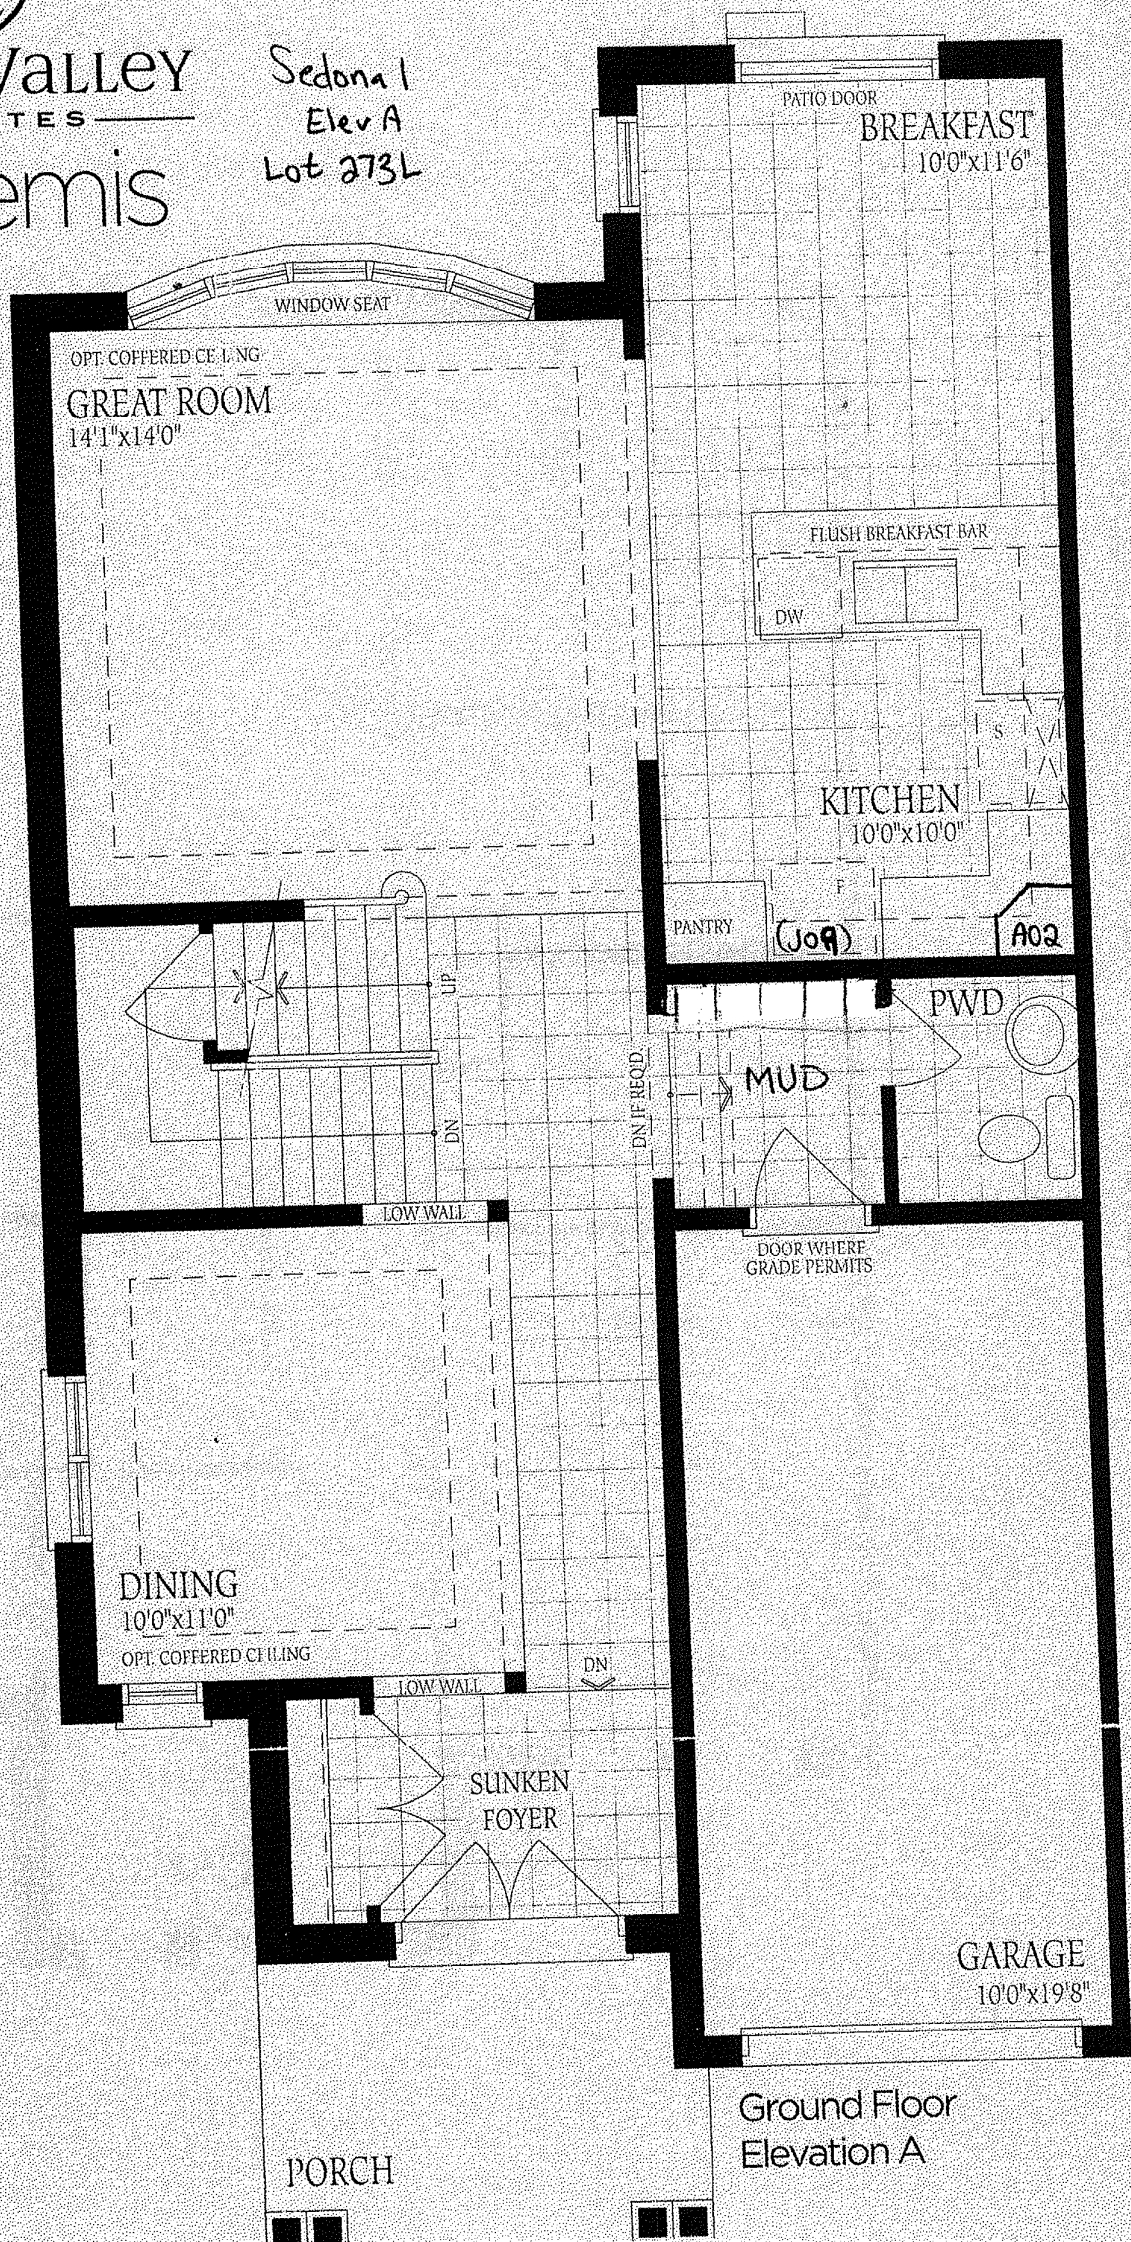 VALLEY
TES
emis
Sedona 1
Elev A
Lot 273L
PATIO DOOR
BREAKFAST
10'0"x11'6"
WINDOW SEAT
OPT. COFFERED CEILING
GREAT ROOM
14'1"x14'0"
FLUSH BREAKFAST BAR
DW
S
KITCHEN
10'0"x10'0"
F
PANTRY
(J09)
A02
UP
PWD
MUD
DN IF REQ'D.
DN
LOW WALL
DOOR WHERE
GRADE PERMITS
DINING
10'0"x11'0"
OPT. COFFERED CEILING
DN
LOW WALL
SUNKEN
FOYER
GARAGE
10'0"x19'8"
Ground Floor
Elevation A
PORCH